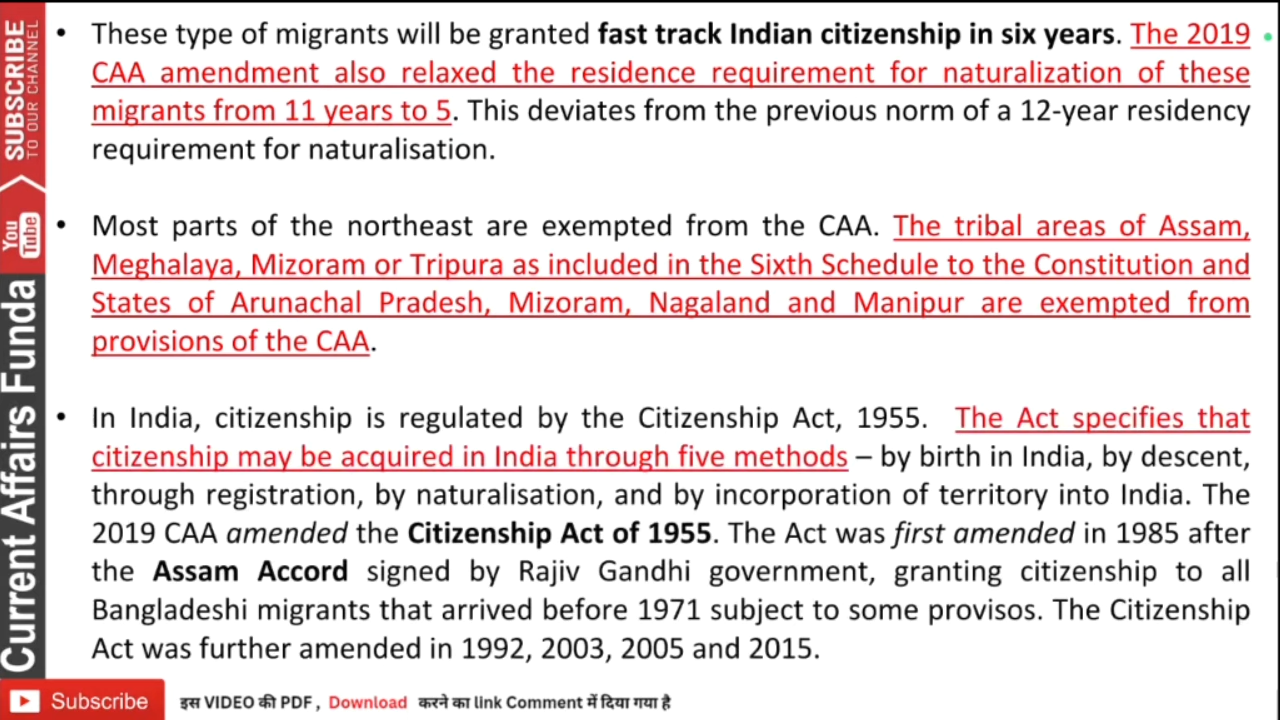 • These type of migrants will be granted fast track Indian citizenship in six years. The 2019
CAA amendment also relaxed the residence requirement for naturalization of these
migrants from 11 years to 5. This deviates from the previous norm of a 12-year residency
requirement for naturalisation.
• Most parts of the northeast are exempted from the CAA. The tribal areas of Assam,
Meghalaya, Mizoram or Tripura as included in the Sixth Schedule to the Constitution and
States of Arunachal Pradesh, Mizoram, Nagaland and Manipur are exempted from
provisions of the CAA.
• In India, citizenship is regulated by the Citizenship Act, 1955. The Act specifies that
citizenship may be acquired in India through five methods – by birth in India, by descent,
through registration, by naturalisation, and by incorporation of territory into India. The
2019 CAA amended the Citizenship Act of 1955. The Act was first amended in 1985 after
the Assam Accord signed by Rajiv Gandhi government, granting citizenship to all
Bangladeshi migrants that arrived before 1971 subject to some provisos. The Citizenship
Act was further amended in 1992, 2003, 2005 and 2015.
SUBSCRIBE
TO OUR CHANNEL
You
Tube
Current Affairs Funda
Subscribe
इस VIDEO की PDF , Download करने का link Comment में दिया गया है